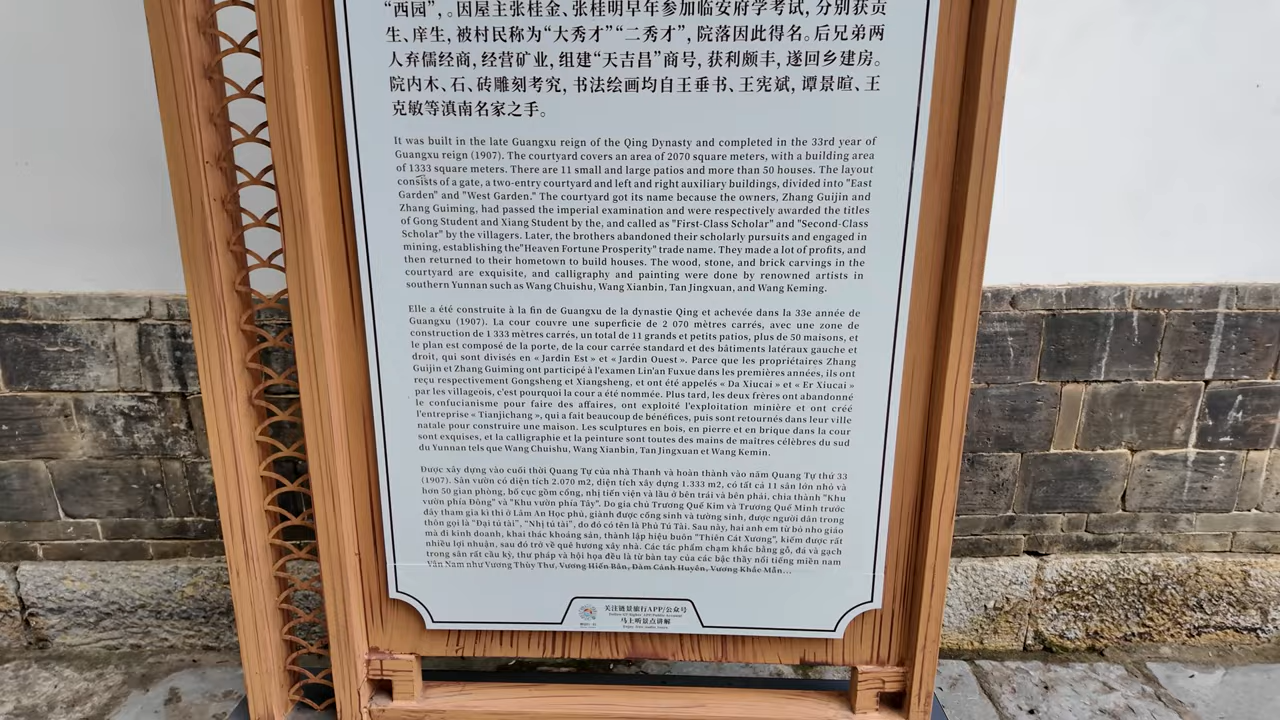 “西园”，。因屋主张桂金、张桂明早年参加临安府学考试，分别获贡
生、庠生，被村民称为“大秀才”“二秀才”，院落因此得名。后兄弟两
人弃儒经商，经营矿业，组建“天吉昌”商号，获利颇丰，遂回乡建房。
院内木、石、砖雕刻考究，书法绘画均自王垂书、王宪斌，谭景暄、王
克敏等滇南名家之手。
It was built in the late Guangxu reign of the Qing Dynasty and completed in the 33rd year of
Guangxu reign (1907). The courtyard covers an area of 2070 square meters, with a building area
of 1333 square meters. There are 11 small and large patios and more than 50 houses. The layout
consists of a gate, a two-entry courtyard and left and right auxiliary buildings, divided into "East
Garden" and "West Garden." The courtyard got its name because the owners, Zhang Guijin and
Zhang Guiming, had passed the imperial examination and were respectively awarded the titles
of Gong Student and Xiang Student by the, and called as "First-Class Scholar" and "Second-Class
Scholar" by the villagers. Later, the brothers abandoned their scholarly pursuits and engaged in
mining, establishing the"Heaven Fortune Prosperity" trade name. They made a lot of profits, and
then returned to their hometown to build houses. The wood, stone, and brick carvings in the
courtyard are exquisite, and calligraphy and painting were done by renowned artists in
southern Yunnan such as Wang Chuishu, Wang Xianbin, Tan Jingxuan, and Wang Keming.
Elle a été construite à la fin de Guangxu de la dynastie Qing et achevée dans la 33e année de
Guangxu (1907). La cour couvre une superficie de 2 070 mètres carrés, avec une zone de
construction de 1 333 mètres carrés, un total de 11 grands et petits patios, plus de 50 maisons, et
le plan est composé de la porte, de la cour carrée standard et des bâtiments latéraux gauche et
droit, qui sont divisés en « Jardin Est » et « Jardin Ouest ». Parce que les propriétaires Zhang
Guijin et Zhang Guiming ont participé à l'examen Lin'an Fuxue dans les premières années, ils ont
reçu respectivement Gongsheng et Xiangsheng, et ont été appelés « Da Xiucai » et « Er Xiucai »
par les villageois, c'est pourquoi la cour a été nommée. Plus tard, les deux frères ont abandonné
le confucianisme pour faire des affaires, ont exploité l'exploitation minière et ont créé
l'entreprise « Tianjichang », qui a fait beaucoup de bénéfices, puis sont retournés dans leur ville
natale pour construire une maison. Les sculptures en bois, en pierre et en brique dans la cour
sont exquises, et la calligraphie et la peinture sont toutes des mains de maîtres célèbres du sud
du Yunnan tels que Wang Chuishu, Wang Xianbin, Tan Jingxuan et Wang Kemin.
Được xây dựng vào cuối thời Quang Tự của nhà Thanh và hoàn thành vào năm Quang Tự thứ 33
(1907). Sân vườn có diện tích 2.070 m2, diện tích xây dựng 1.333 m2, có tất cả 11 sân lớn nhỏ và
hơn 50 gian phòng, bố cục gồm cổng, nhị tiến viện và lầu ở bên trái và bên phải, chia thành "Khu
vườn phía Đông" và "Khu vườn phía Tây". Do gia chủ Trương Quế Kim và Trương Quế Minh trước
đây tham gia kì thi ở Lâm An Học phủ, giành được cống sinh và tường sinh, được người dân trong
thôn gọi là "Đại tú tài", "Nhị tú tài", do đó có tên là Phủ Tú Tài. Sau này, hai anh em từ bỏ nho giáo
mà đi kinh doanh, khai thác khoáng sản, thành lập hiệu buôn "Thiên Cát Xương", kiếm được rất
nhiều lợi nhuận, sau đó trở về quê hương xây nhà. Các tác phẩm chạm khắc bằng gỗ, đá và gạch
trong sân rất cầu kỳ, thư pháp và hội họa đều là từ bàn tay của các bậc thầy nổi tiếng miền nam
Vân Nam như Vương Thùy Thư, Vương Hiến Bân, Đàm Cảnh Huyên, Vương Khắc Mẫn...
关注链景旅行APP/公众号
马上听景点讲解